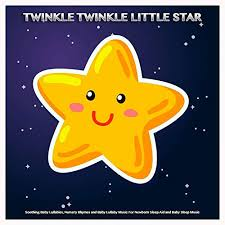 TWINKLE TWINKLE LITTLE STAR
Soothing Baby Lullabies, Nursery Rhymes and Baby Lullaby Music For Newborn Sleep Aid and Baby Sleep Music